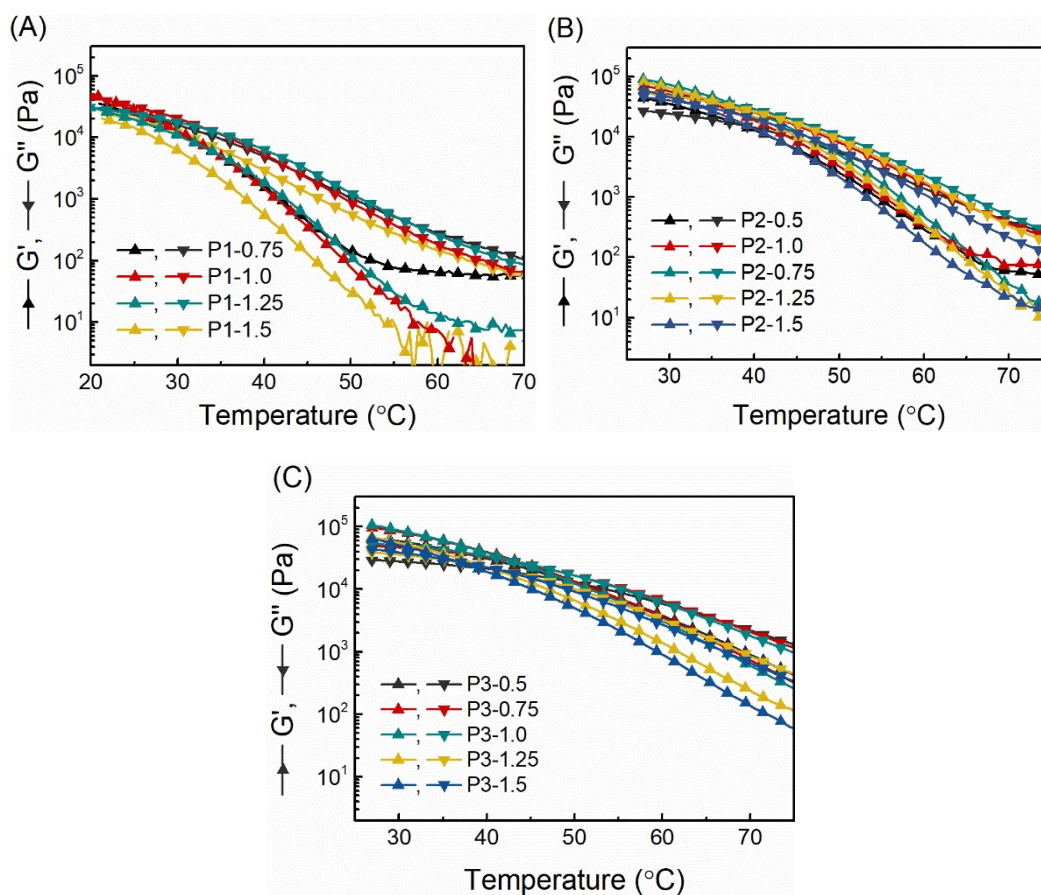 (A)
G', G" (Pa)
10⁵
10⁴
10³
10²
10¹
, P1-0.75
, P1-1.0
, P1-1.25
, P1-1.5
20 30 40 50 60 70
Temperature (°C)
(B)
G', G" (Pa)
10⁵
10⁴
10³
10²
10¹
, P2-0.5
, P2-1.0
, P2-0.75
, P2-1.25
, P2-1.5
30 40 50 60 70
Temperature (°C)
(C)
G', G" (Pa)
10⁵
10⁴
10³
10²
10¹
, P3-0.5
, P3-0.75
, P3-1.0
, P3-1.25
, P3-1.5
30 40 50 60 70
Temperature (°C)